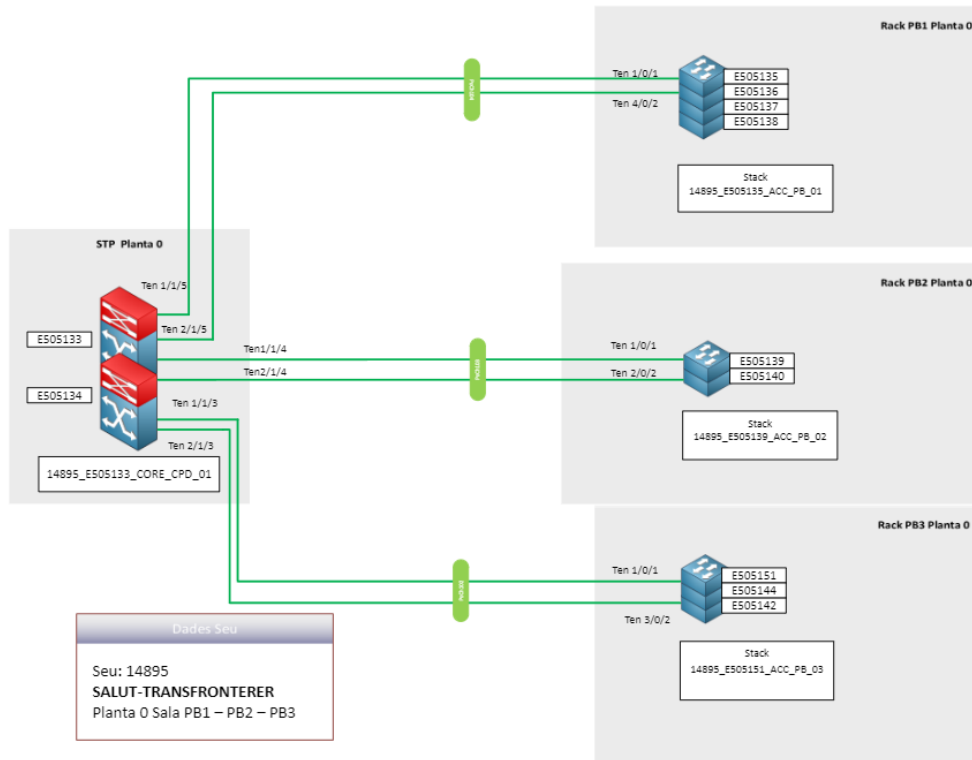 Rack PB1 Planta 0
Ten 1/0/1
Ten 4/0/2
E505135
E505136
E505137
E505138
Stack
14895_E505135_ACC_PB_01
STP Planta 0
Ten 1/1/5
Ten 2/1/5
E505133
Ten1/1/4
Ten2/1/4
E505134
Ten 1/1/3
Ten 2/1/3
14895_E505133_CORE_CPD_01
Rack PB2 Planta 0
Ten 1/0/1
Ten 2/0/2
E505139
E505140
Stack
14895_E505139_ACC_PB_02
Rack PB3 Planta 0
Ten 1/0/1
Ten 3/0/2
E505151
E505144
E505142
Stack
14895_E505151_ACC_PB_03
Dades Seu
Seu: 14895
SALUT-TRANSFRONTERER
Planta 0 Sala PB1 – PB2 – PB3